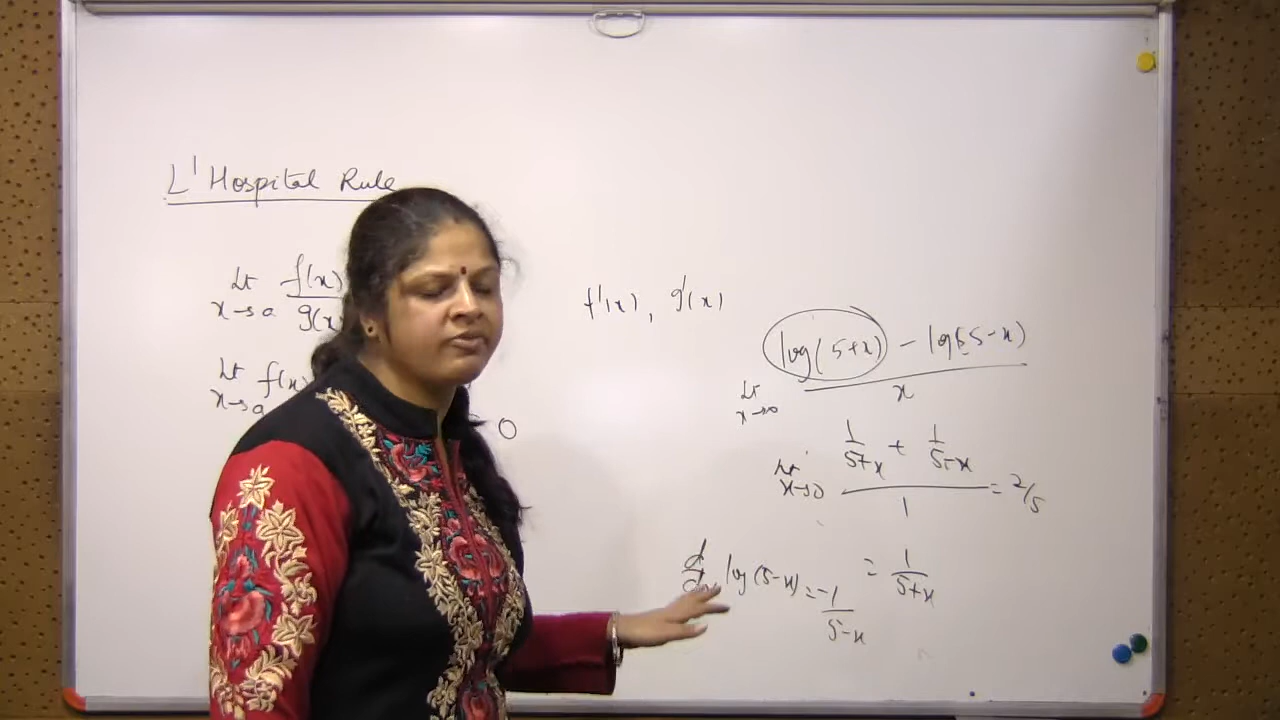 L' Hospital Rule
Lt x→a f(x) / g(x
Lt x→a f(x
0
f'(x), g'(x)
Lt x→0 log(5+x) - log(5-x) / x
Lt x→0 1/5+x + 1/5-x / 1 = 2/5
d/dx log(5-x) = -1/5-x = 1/5+x